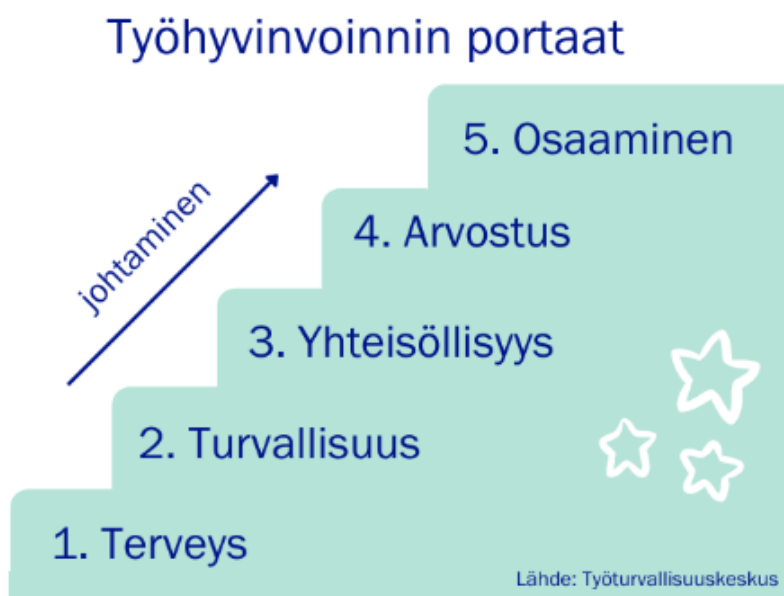 Työhyvinvoinnin portaat
5. Osaaminen
johtaminen
4. Arvostus
3. Yhteisöllisyys
2. Turvallisuus
1. Terveys
Lähde: Työturvallisuuskeskus